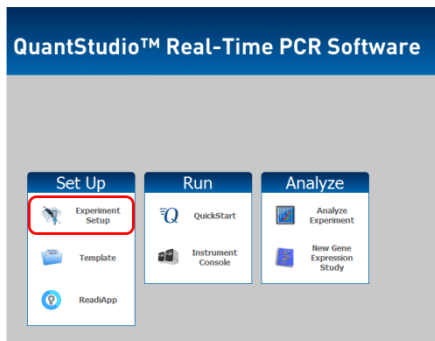 QuantStudio™ Real-Time PCR Software
Set Up
Experiment
Setup
Template
ReadiApp
Run
QuickStart
Instrument
Console
Analyze
Analyze
Experiment
New Gene
Expression
Study